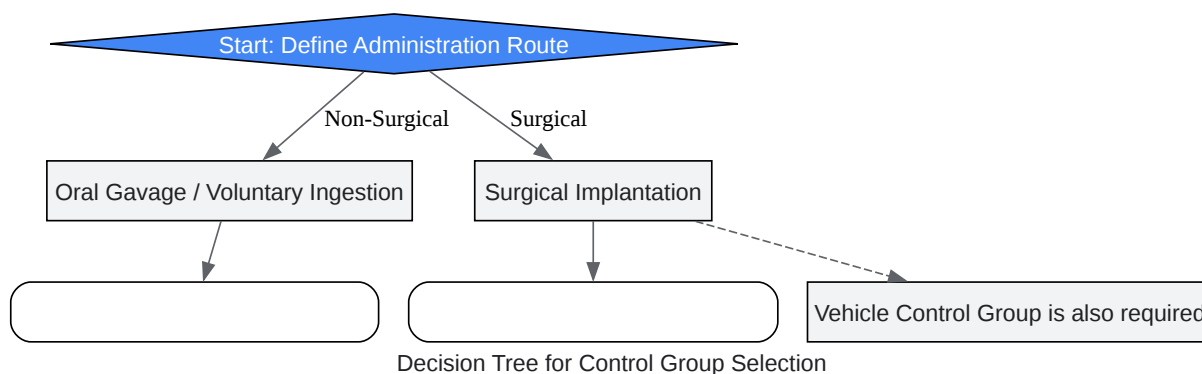 Start: Define Administration Route
Non-Surgical
Surgical
Oral Gavage / Voluntary Ingestion
Surgical Implantation
Vehicle Control Group is also required
Decision Tree for Control Group Selection